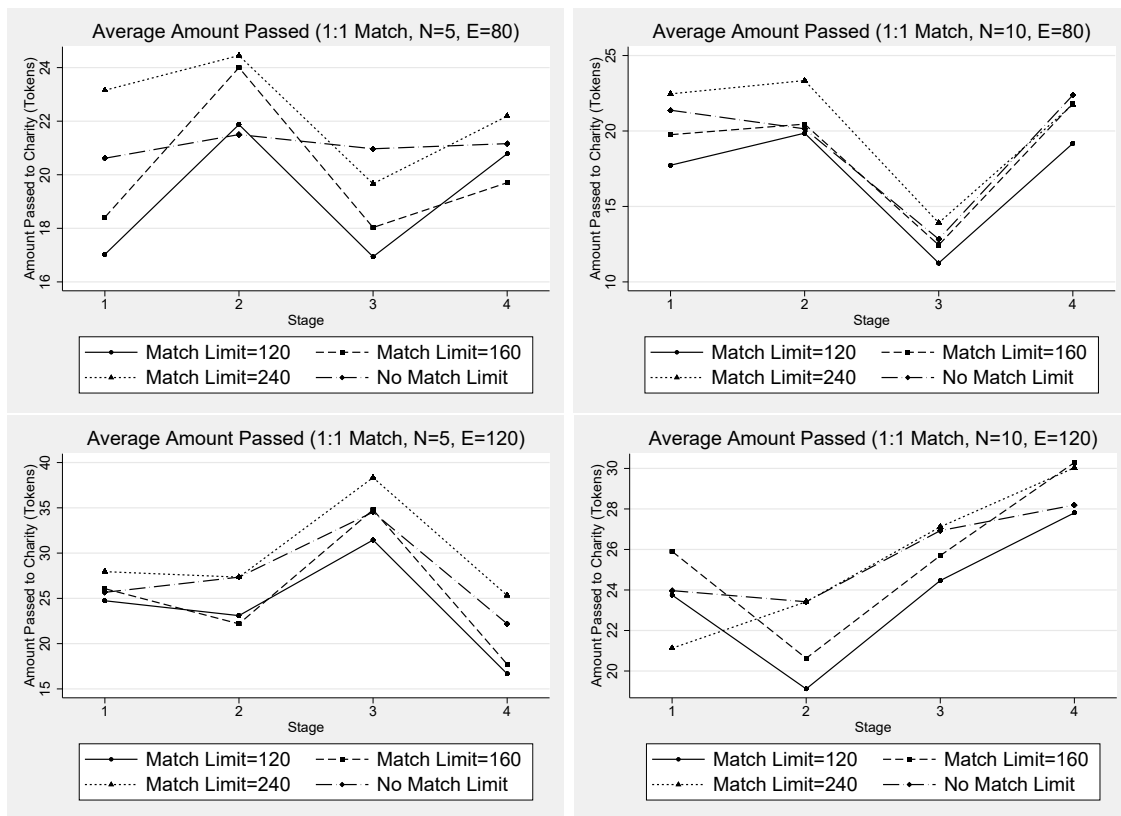 Average Amount Passed (1:1 Match, N=5, E=80)
Amount Passed to Charity (Tokens)
24
22
20
18
16
1 2 3 4
Stage
Match Limit=120 Match Limit=160
Match Limit=240 No Match Limit
Average Amount Passed (1:1 Match, N=10, E=80)
Amount Passed to Charity (Tokens)
25
20
15
10
1 2 3 4
Stage
Match Limit=120 Match Limit=160
Match Limit=240 No Match Limit
Average Amount Passed (1:1 Match, N=5, E=120)
Amount Passed to Charity (Tokens)
40
35
30
25
20
15
1 2 3 4
Stage
Match Limit=120 Match Limit=160
Match Limit=240 No Match Limit
Average Amount Passed (1:1 Match, N=10, E=120)
Amount Passed to Charity (Tokens)
30
28
26
24
22
20
1 2 3 4
Stage
Match Limit=120 Match Limit=160
Match Limit=240 No Match Limit